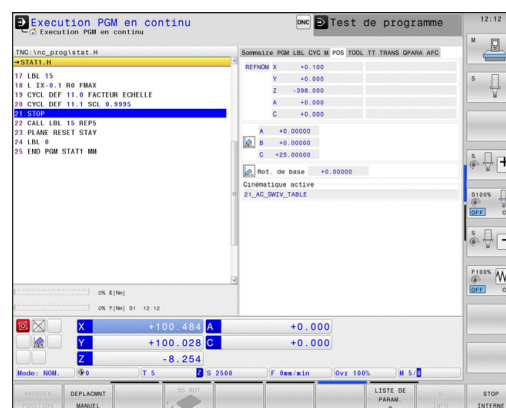 Execution PGM en continu
Execution PGM en continu
DNC
Test de programme
12:12
TNC:\nc_prog\stat.H
→STAT1.H
17 LBL 15
18 L IX-0.1 R0 FMAX
19 CYCL DEF 11.0 FACTEUR ECHELLE
20 CYCL DEF 11.1 SCL 0.9995
21 STOP
22 CALL LBL 15 REP5
23 PLANE RESET STAY
24 LBL 0
25 END PGM STAT1 MM
Sommaire PGM LBL CYC M POS TOOL TT TRANS QPARA AFC
REFNOM X +0.100
Y +0.000
Z -398.000
A +0.000
C +0.000
A +0.00000
B +0.00000
C +25.00000
Rot. de base +0.00000
Cinématique active
21_AC_SWIV_TABLE
M
S
S
S100%
OFF
S
F100%
OFF
0% X[Nm]
0% Y[Nm] S1 12:12
X +100.484 A +0.000
Y +100.028 C +0.000
Z -8.254
Mode: NOM. 0 T 5 Z S 2500 F 0mm/min Ovr 100% M 5/
DEPLACMNT
MANUEL
3D ROT
LISTE DE
PARAM.
Q
Q
INFO
STOP
INTERNE